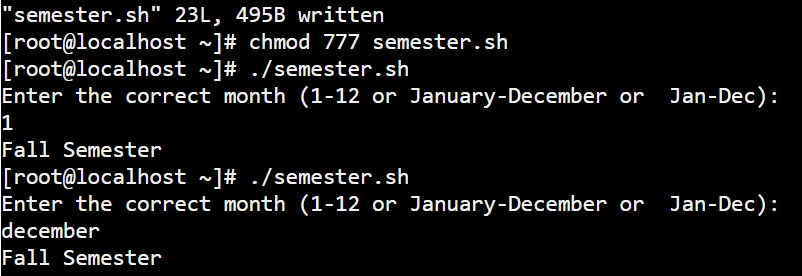 "semester.sh" 23L, 495B written
[root@localhost ~]# chmod 777 semester.sh
[root@localhost ~]# ./semester.sh
Enter the correct month (1-12 or January-December or  Jan-Dec):
1
Fall Semester
[root@localhost ~]# ./semester.sh
Enter the correct month (1-12 or January-December or  Jan-Dec):
december
Fall Semester